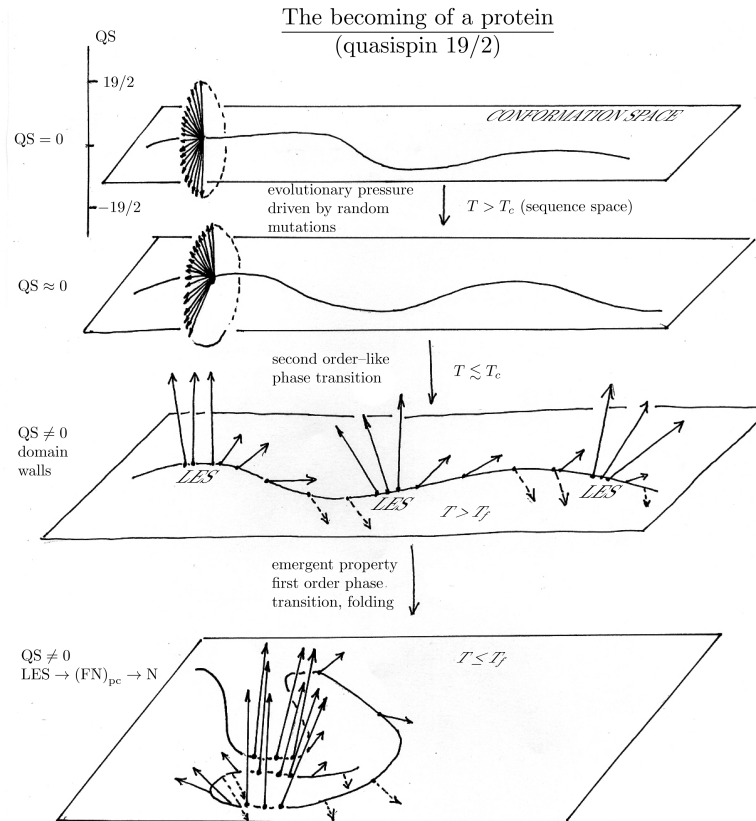 The becoming of a protein
(quasispin 19/2)
QS
19/2
CONFORMATION SPACE
QS = 0
−19/2
evolutionary pressure
driven by random
mutations
T > T_c (sequence space)
QS ≈ 0
second order–like
phase transition
T ≲ T_c
QS ≠ 0
domain
walls
LES
LES
LES
T > T_f
emergent property
first order phase
transition, folding
QS ≠ 0
LES → (FN)_pc → N
T ≤ T_f